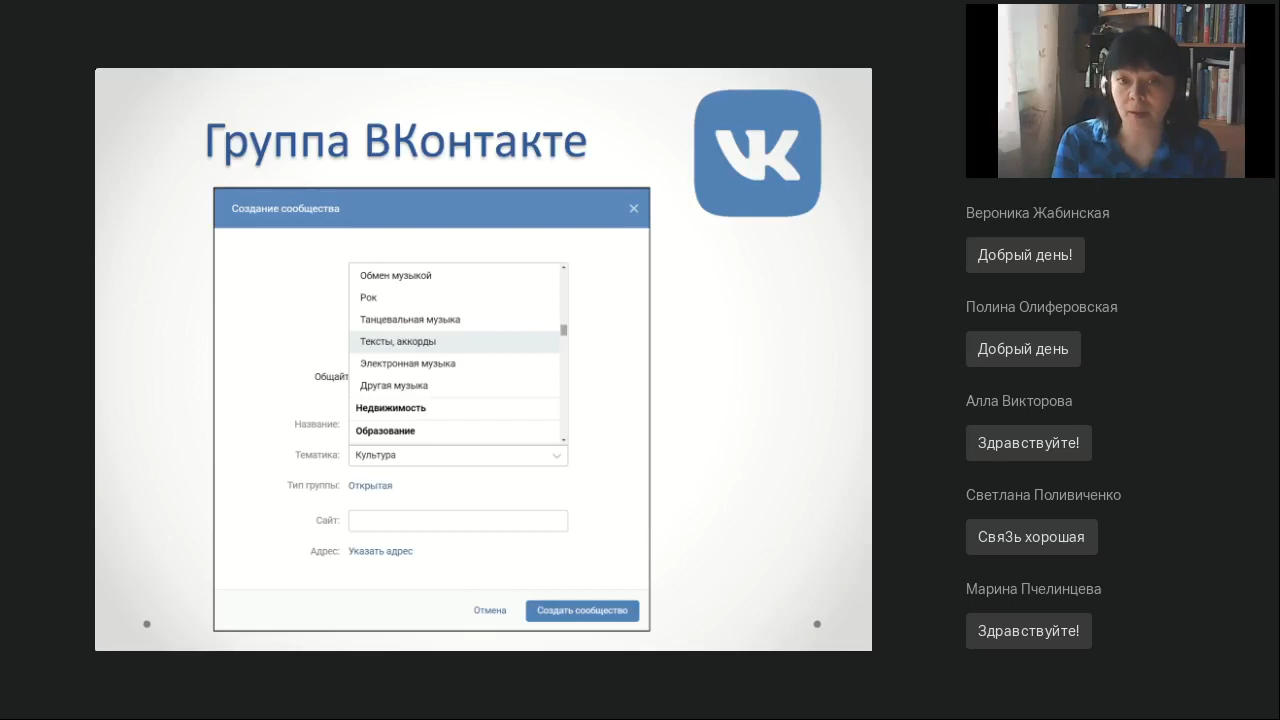 Группа ВКонтакте
VK
Создание сообщества
Обмен музыкой
Рок
Танцевальная музыка
Тексты, аккорды
Электронная музыка
Другая музыка
Недвижимость
Образование
Общайт
Название:
Тематика: Культура
Тип группы: Открытая
Сайт:
Адрес: Указать адрес
Отмена Создать сообщество
Вероника Жабинская
Добрый день!
Полина Олиферовская
Добрый день
Алла Викторова
Здравствуйте!
Светлана Поливиченко
СвяЗь хорошая
Марина Пчелинцева
Здравствуйте!